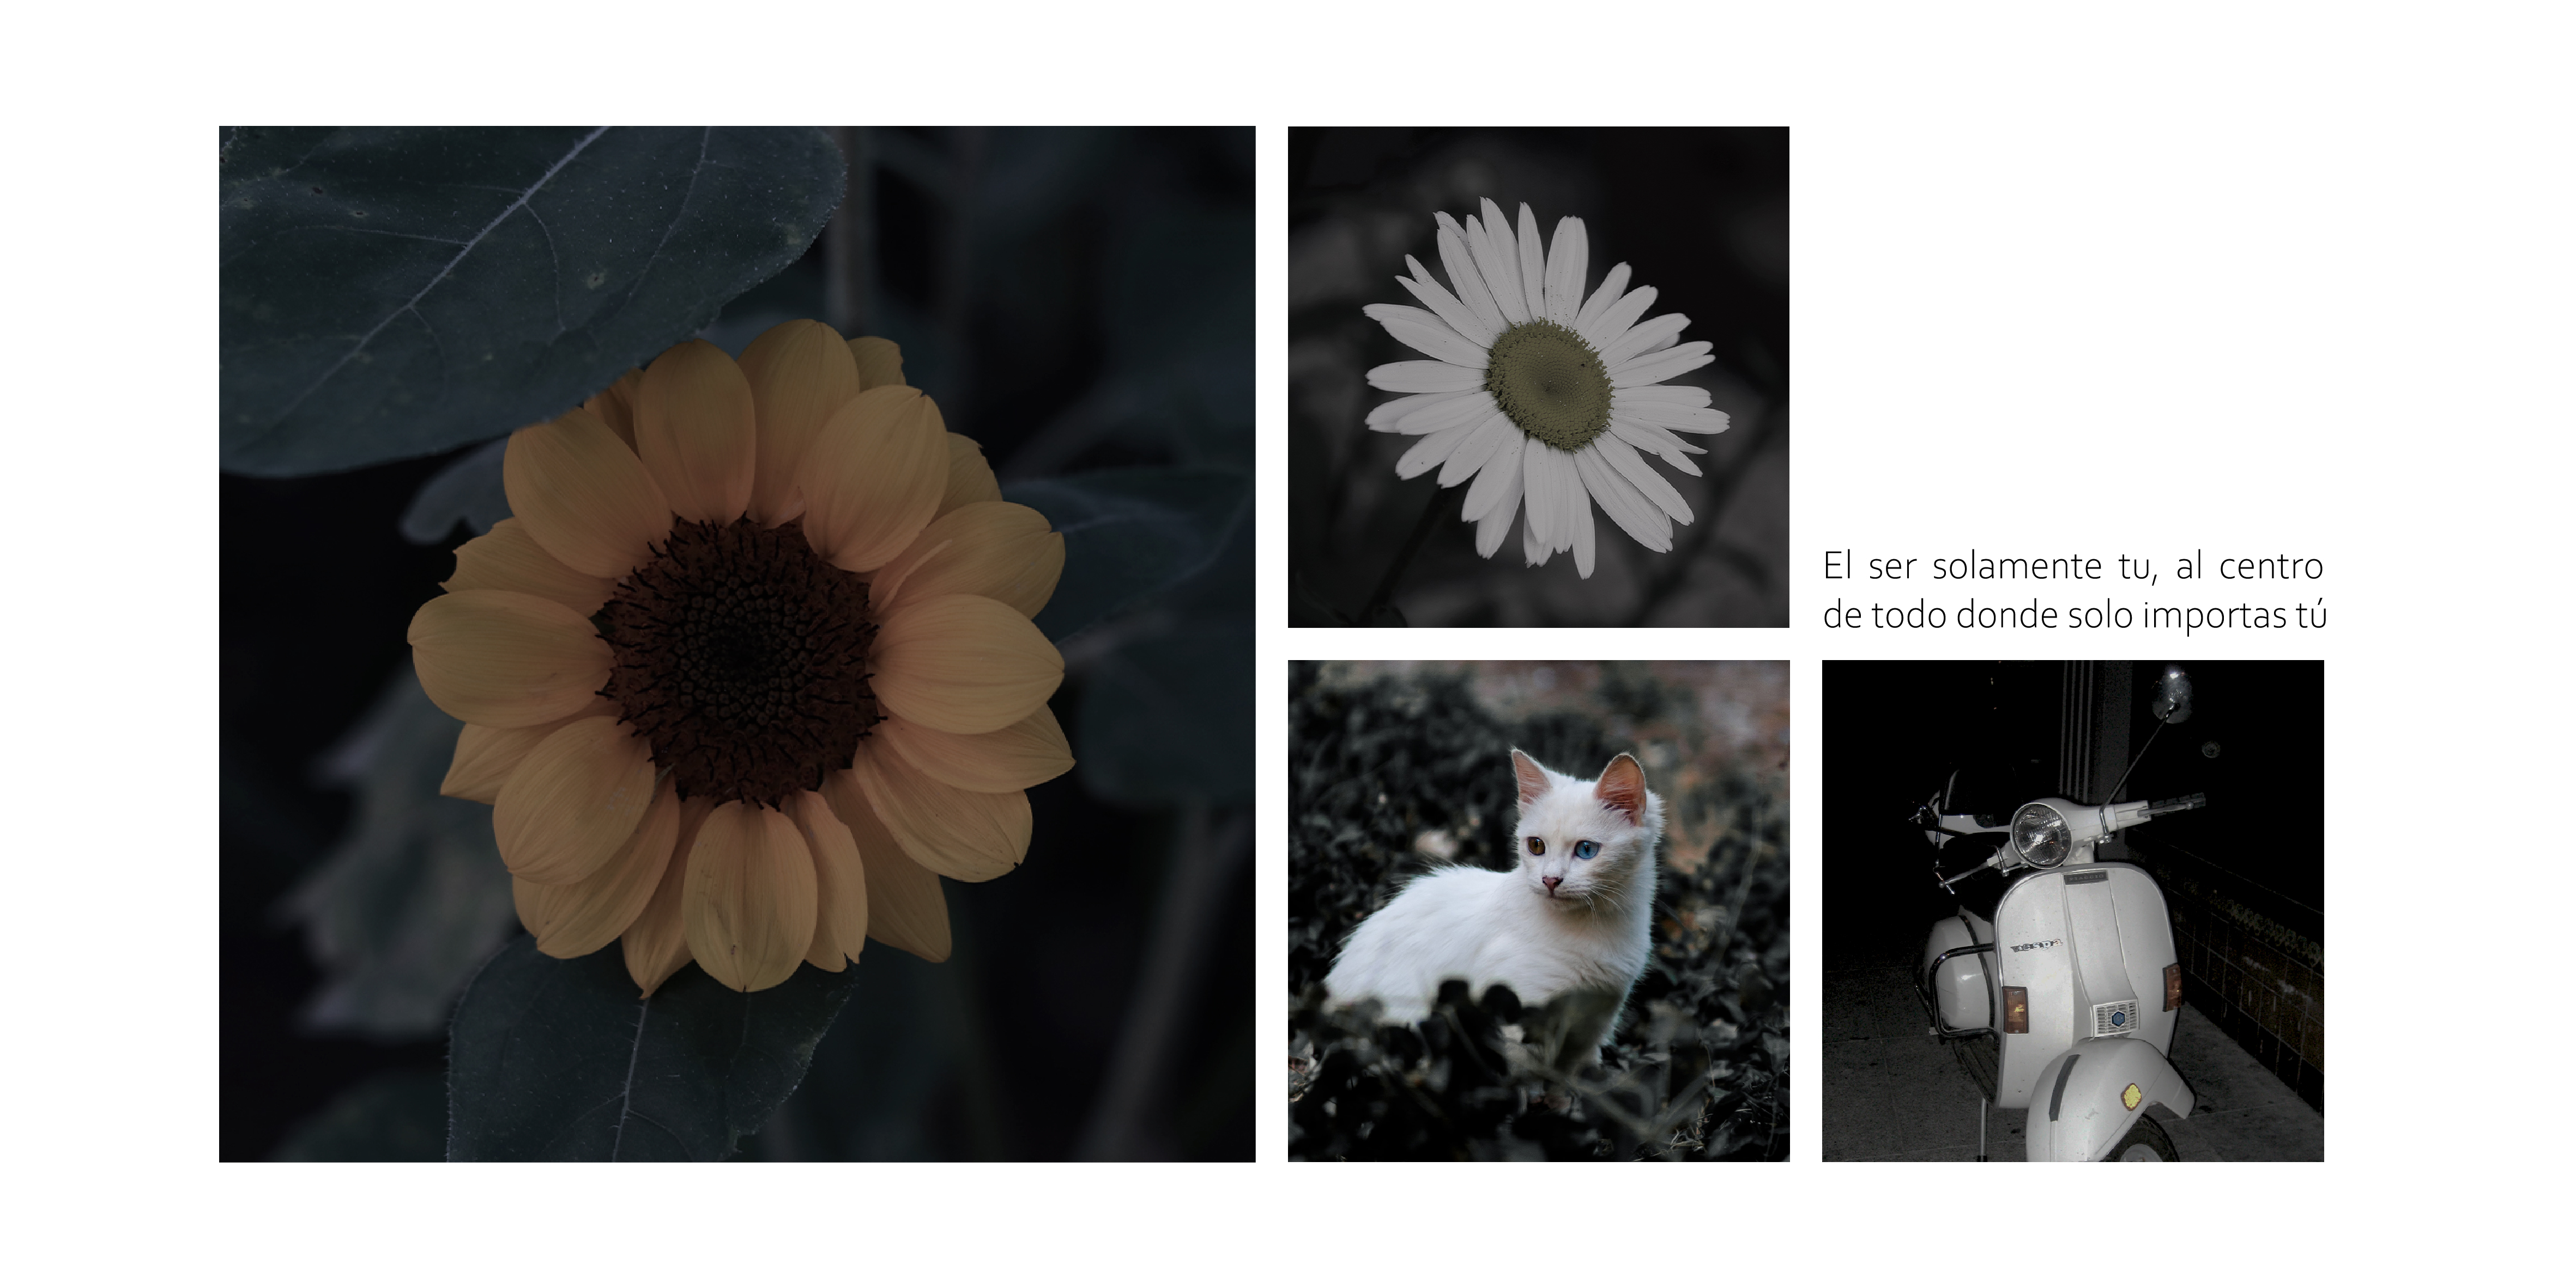 El ser solamente tu, al centro
de todo donde solo importas tú